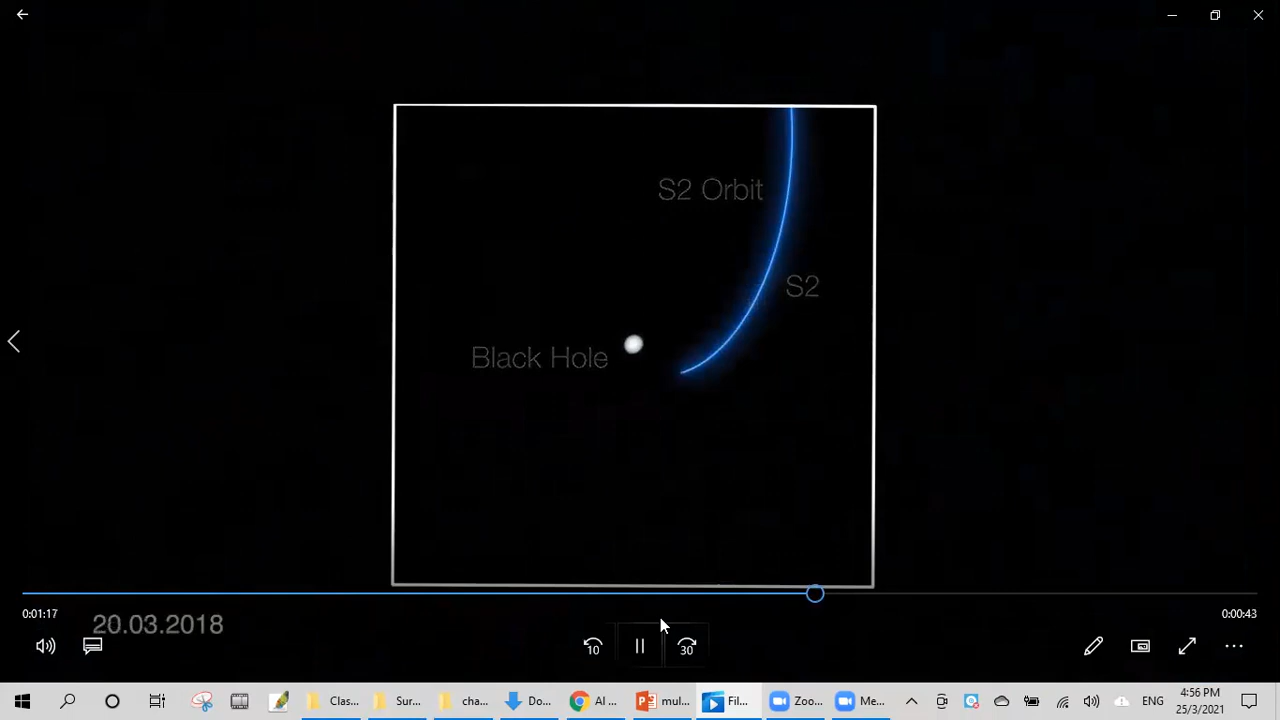 S2 Orbit
S2
Black Hole
0:01:17
0:00:43
20.03.2018
10
30
Clas...
Sur...
cha...
Do...
AI ...
mul...
Fil...
Zoo...
Me...
ENG
4:56 PM
25/3/2021